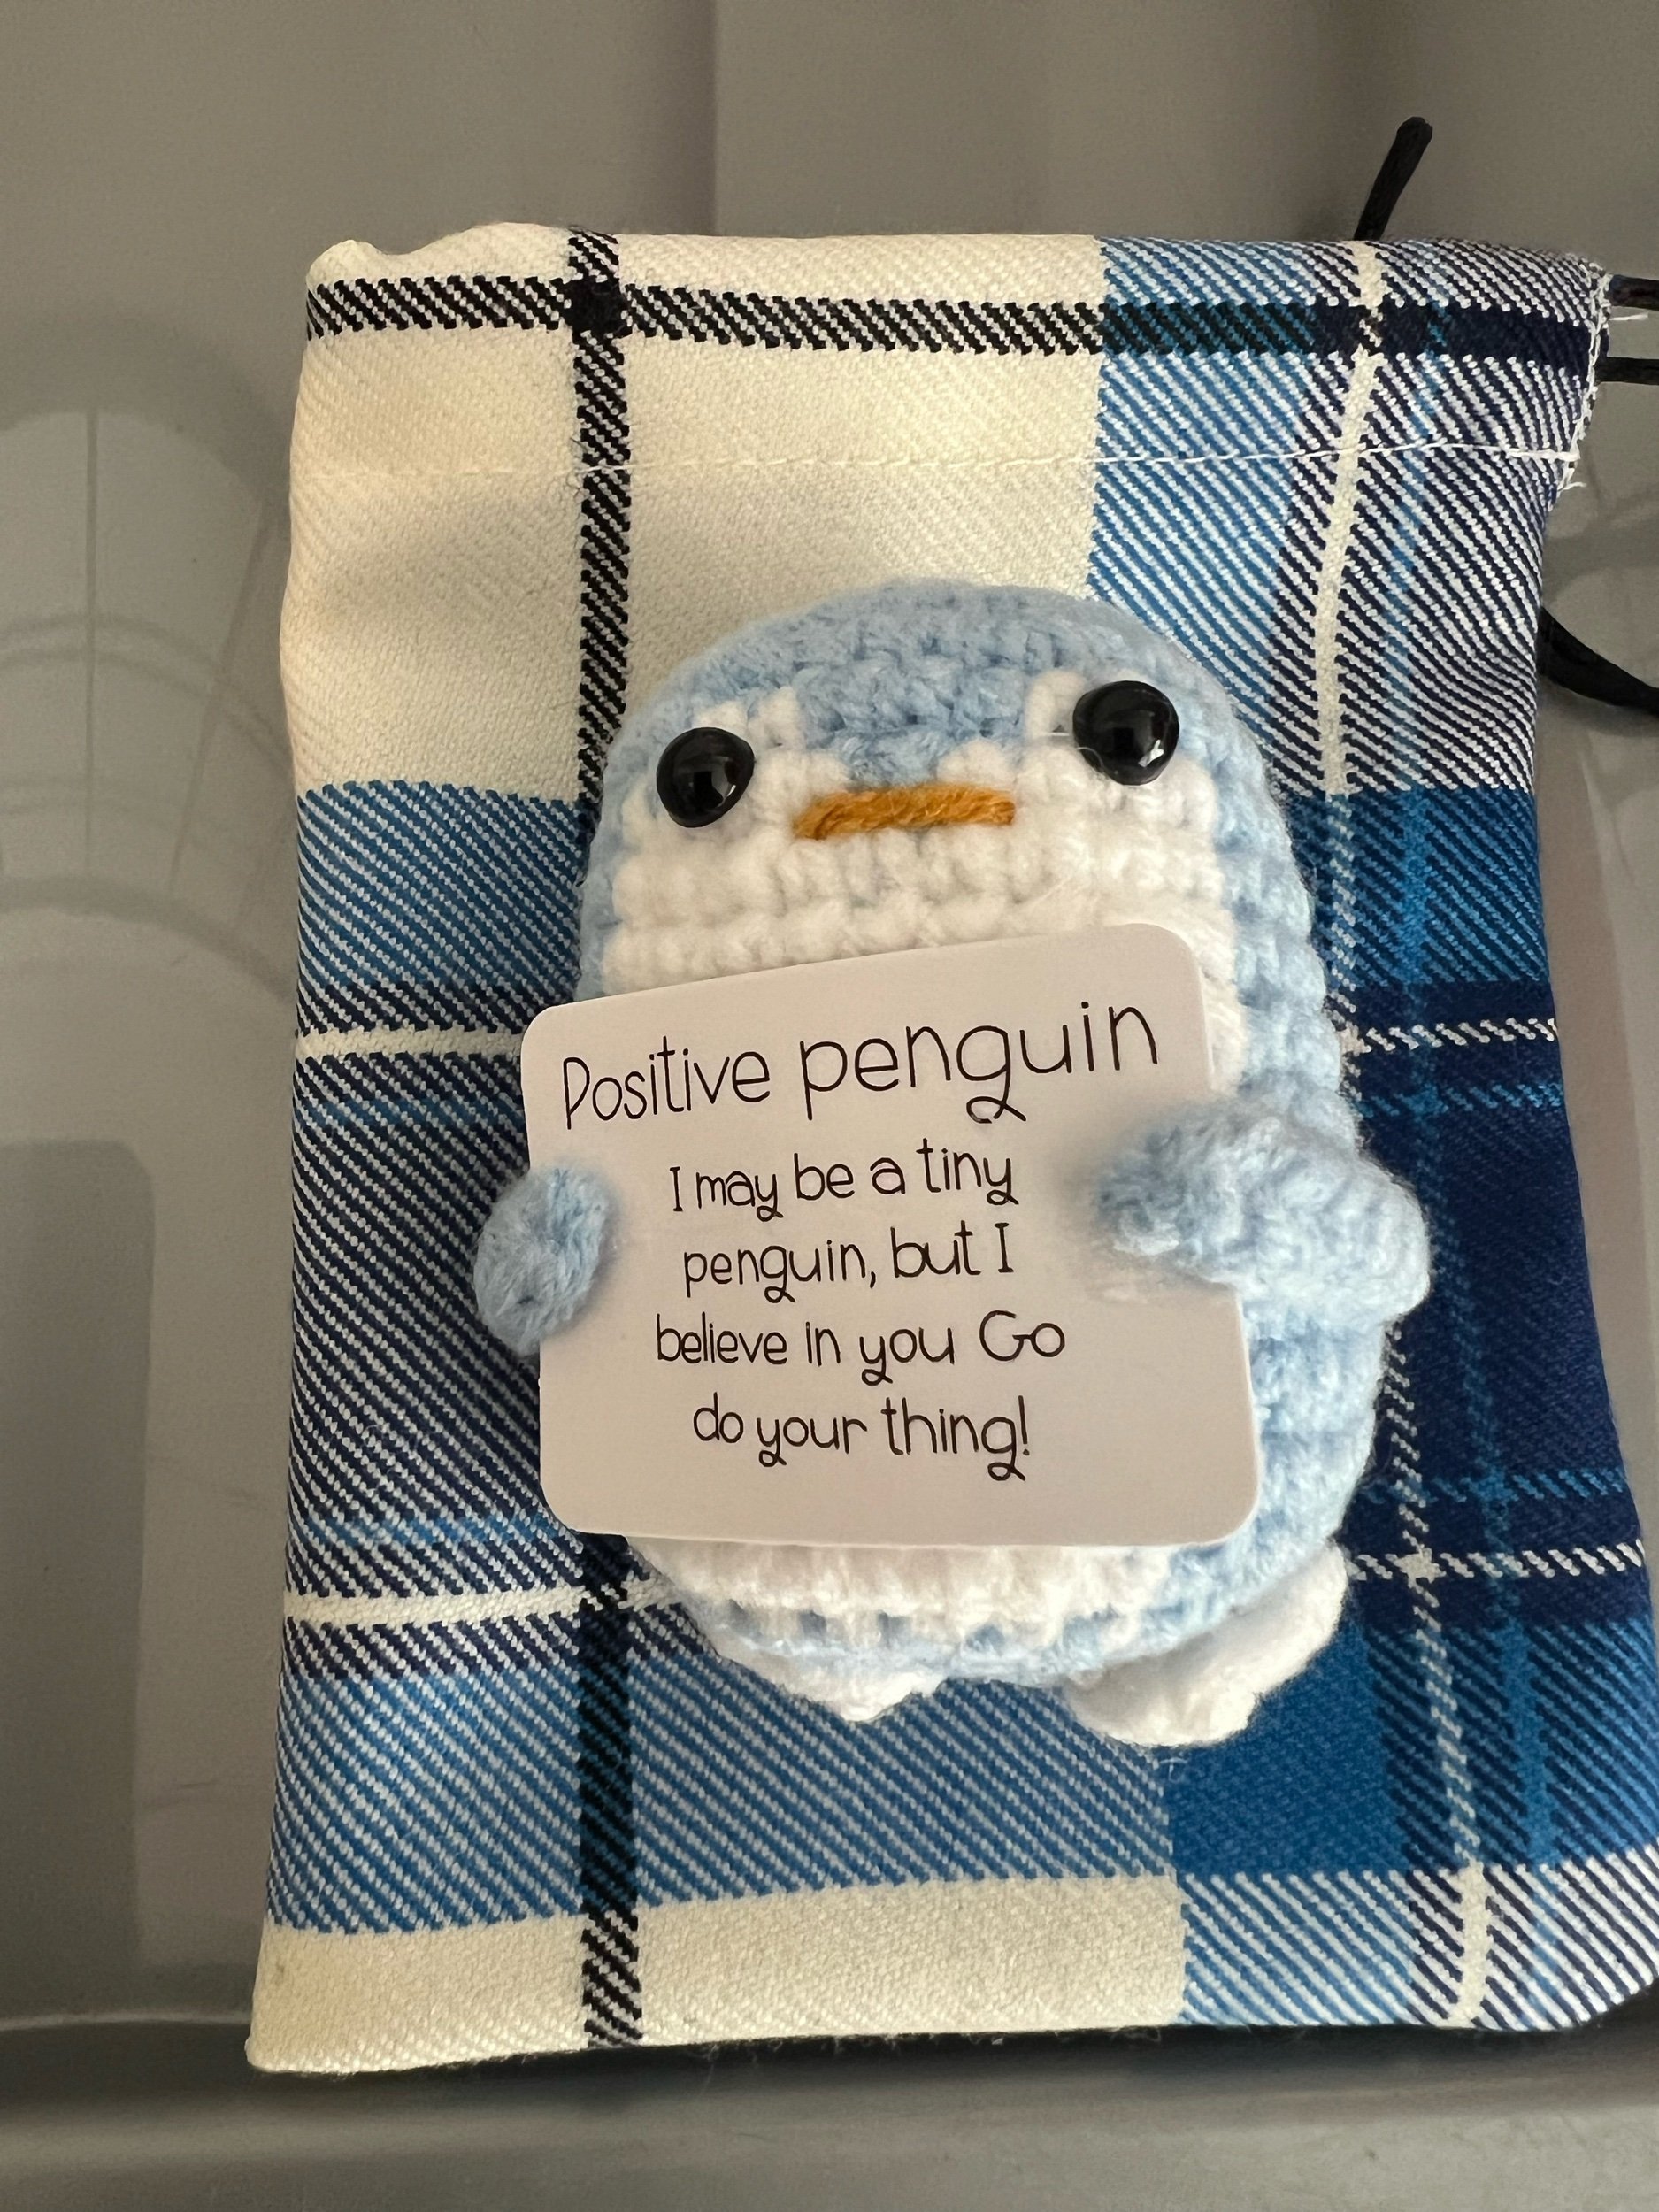 Positive penguin
I may be a tiny
penguin, but I
believe in you Go
do your thing!